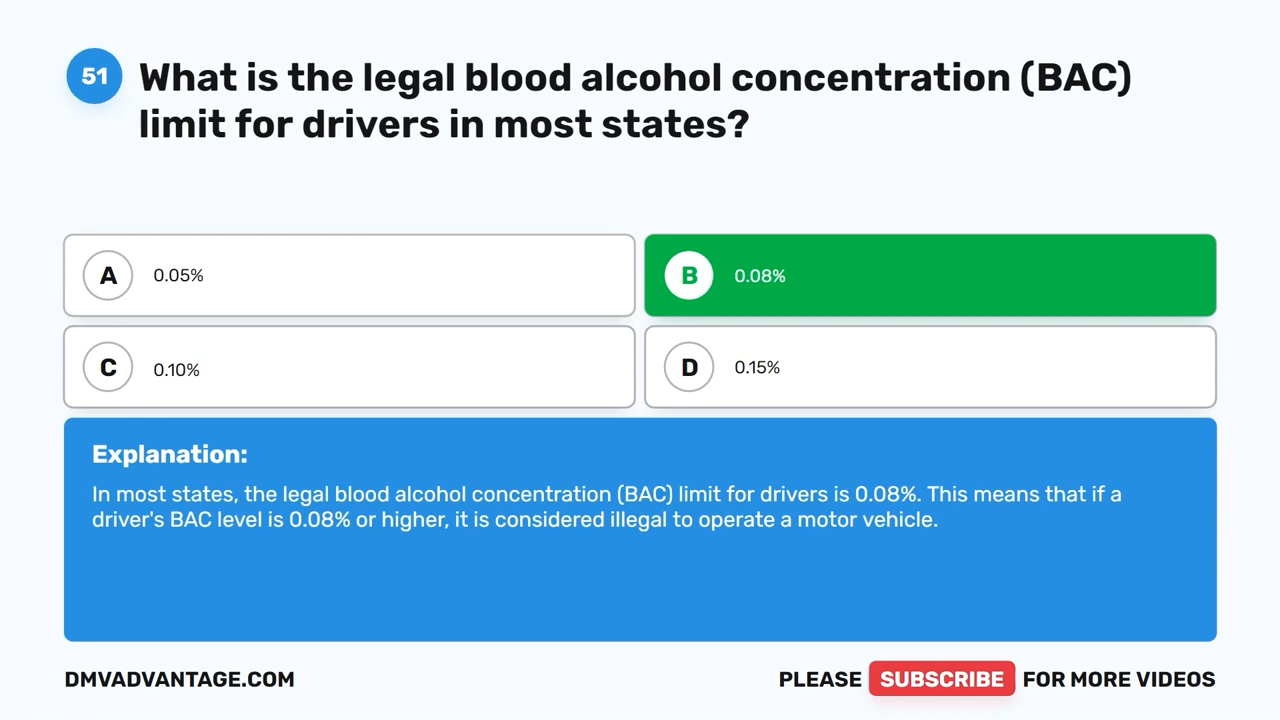 51
What is the legal blood alcohol concentration (BAC)
limit for drivers in most states?
A 0.05%
B 0.08%
C 0.10%
D 0.15%
Explanation:
In most states, the legal blood alcohol concentration (BAC) limit for drivers is 0.08%. This means that if a
driver's BAC level is 0.08% or higher, it is considered illegal to operate a motor vehicle.
DMVADVANTAGE.COM
PLEASE SUBSCRIBE FOR MORE VIDEOS